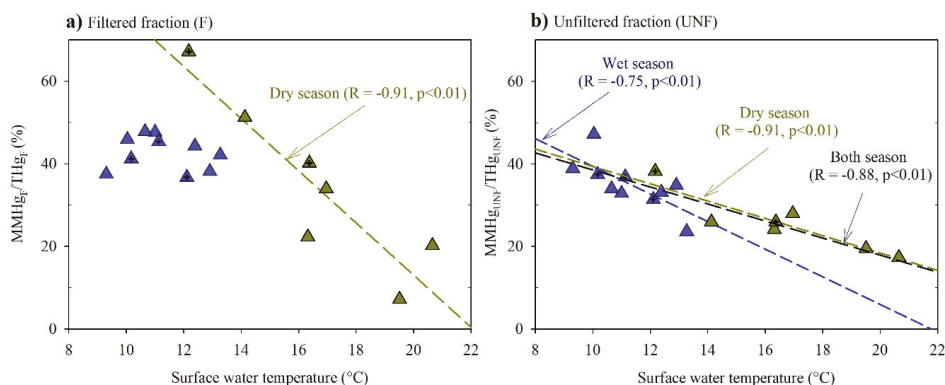 a) Filtered fraction (F)
MMHgF/THgF (%)
60
40
20
0
Dry season (R = -0.91, p<0.01)
8 10 12 14 16 18 20 22
Surface water temperature (°C)
b) Unfiltered fraction (UNF)
MMHgUNF/THgUNF (%)
60
40
20
0
Wet season
(R = -0.75, p<0.01)
Dry season
(R = -0.91, p<0.01)
Both season
(R = -0.88, p<0.01)
8 10 12 14 16 18 20 22
Surface water temperature (°C)